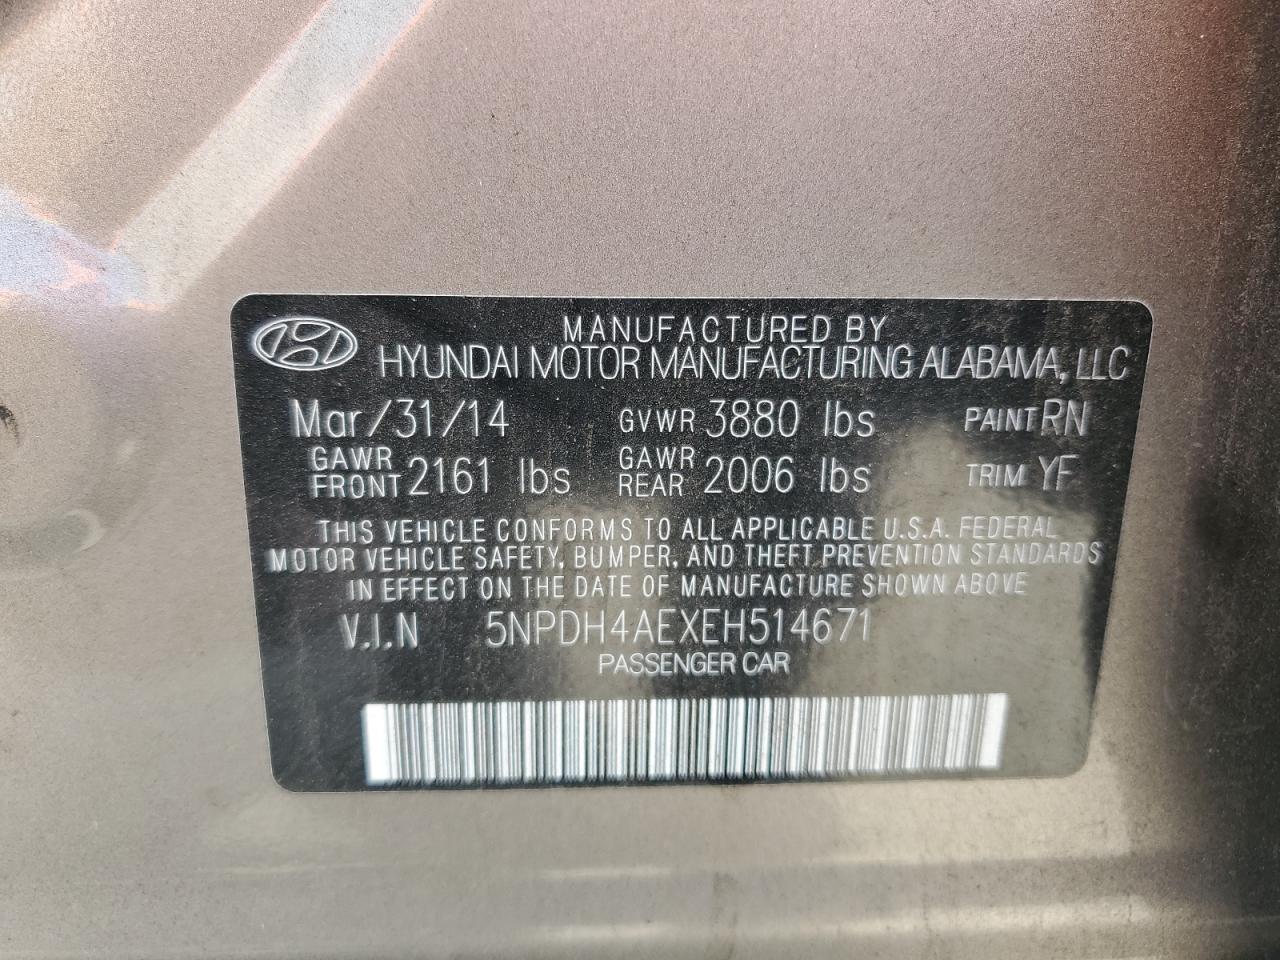 MANUFACTURED BY
HYUNDAI MOTOR MANUFACTURING ALABAMA, LLC
Mar/31/14 GVWR 3880 lbs PAINT RN
GAWR FRONT 2161 lbs GAWR REAR 2006 lbs TRIM YF
THIS VEHICLE CONFORMS TO ALL APPLICABLE U.S.A. FEDERAL
MOTOR VEHICLE SAFETY, BUMPER, AND THEFT PREVENTION STANDARDS
IN EFFECT ON THE DATE OF MANUFACTURE SHOWN ABOVE
V.I.N 5NPDH4AEXEH514671
PASSENGER CAR